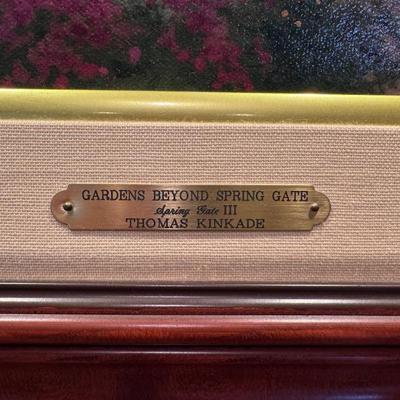 GARDENS BEYOND SPRING GATE
Spring Gate III
THOMAS KINKADE